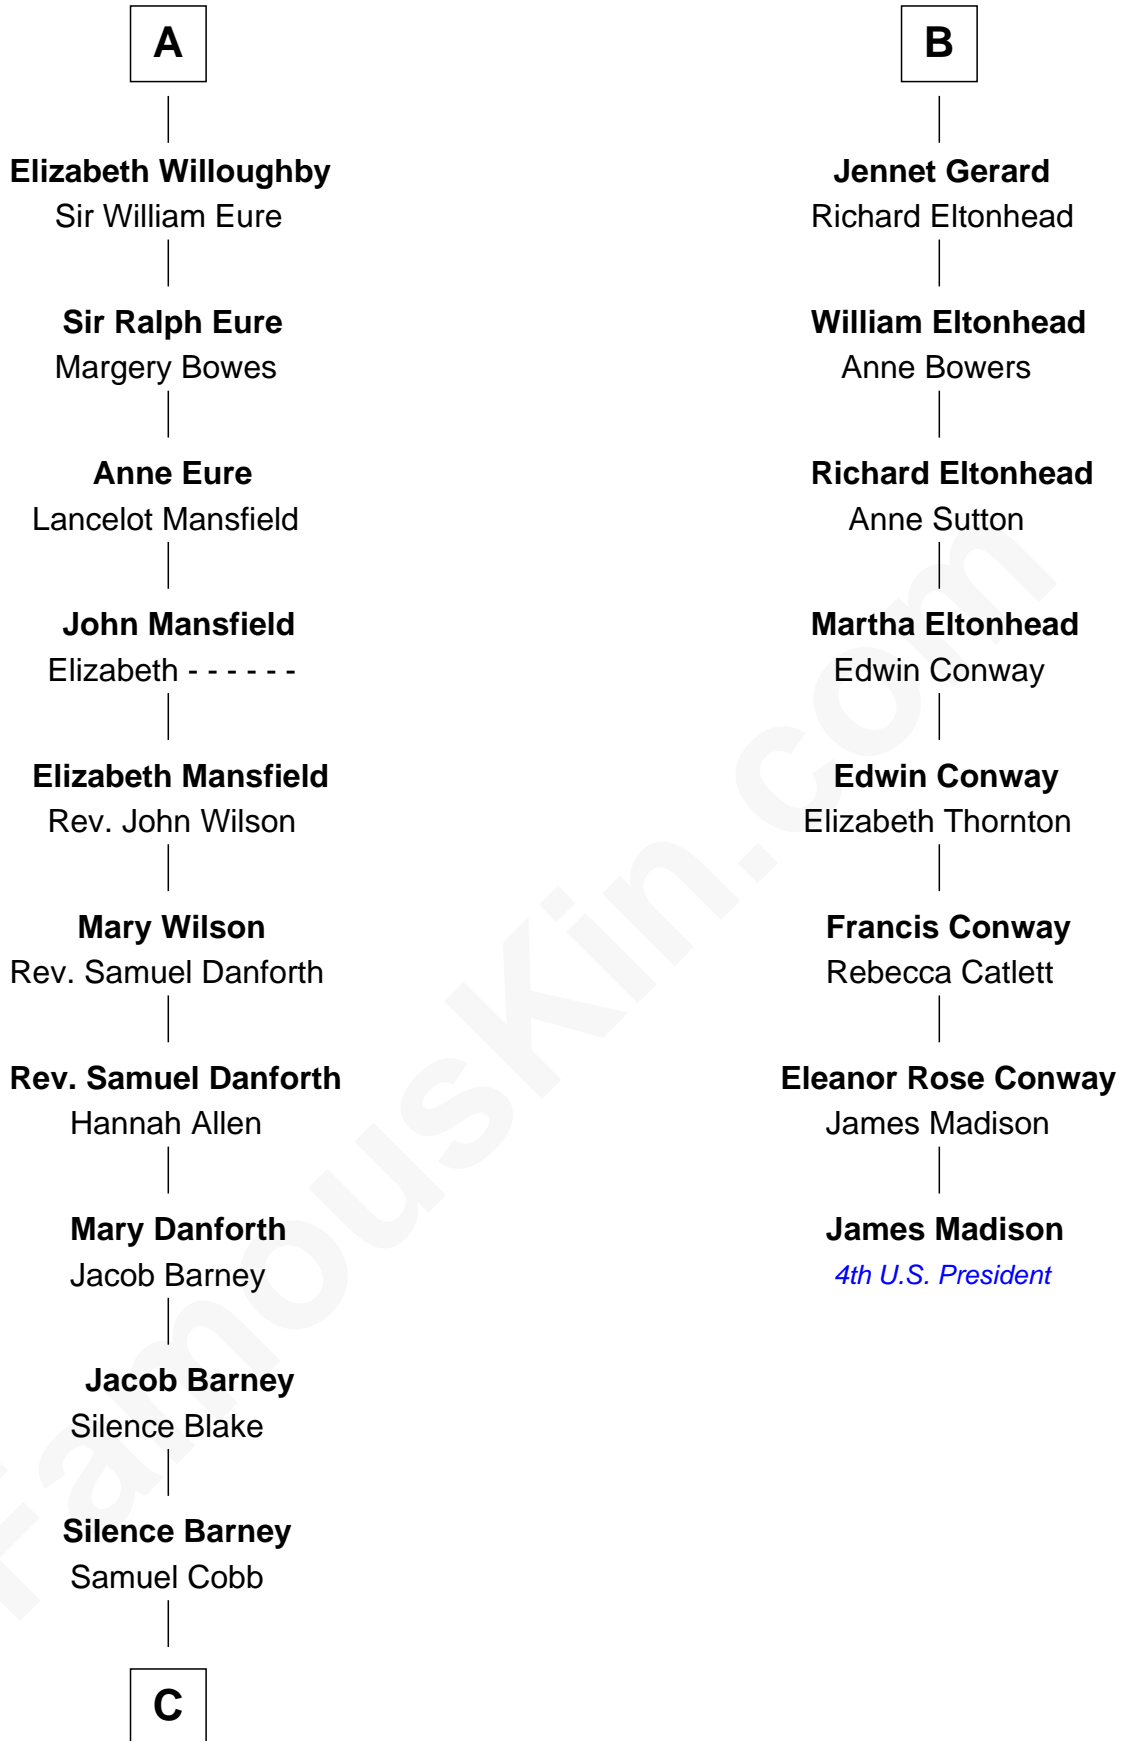 A
Elizabeth Willoughby
Sir William Eure
Sir Ralph Eure
Margery Bowes
Anne Eure
Lancelot Mansfield
John Mansfield
Elizabeth - - - - - -
Elizabeth Mansfield
Rev. John Wilson
Mary Wilson
Rev. Samuel Danforth
Rev. Samuel Danforth
Hannah Allen
Mary Danforth
Jacob Barney
Jacob Barney
Silence Blake
Silence Barney
Samuel Cobb
C
B
Jennet Gerard
Richard Eltonhead
William Eltonhead
Anne Bowers
Richard Eltonhead
Anne Sutton
Martha Eltonhead
Edwin Conway
Edwin Conway
Elizabeth Thornton
Francis Conway
Rebecca Catlett
Eleanor Rose Conway
James Madison
James Madison
4th U.S. President
FamousKin.com